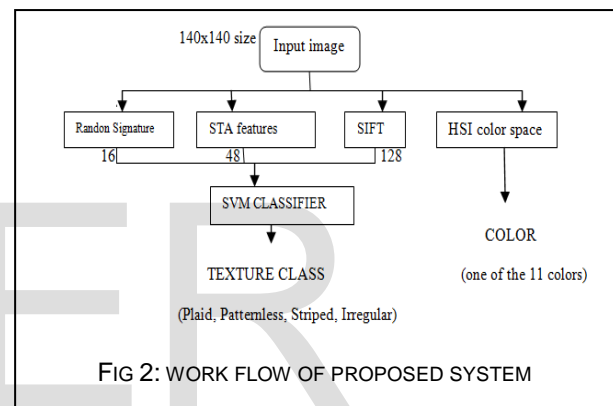 140x140 size
Input image
Randon Signature
STA features
SIFT
HSI color space
16
48
128
SVM CLASSIFIER
COLOR
TEXTURE CLASS
(one of the 11 colors)
(Plaid, Patternless, Striped, Irregular)
FIG 2: WORK FLOW OF PROPOSED SYSTEM
ER